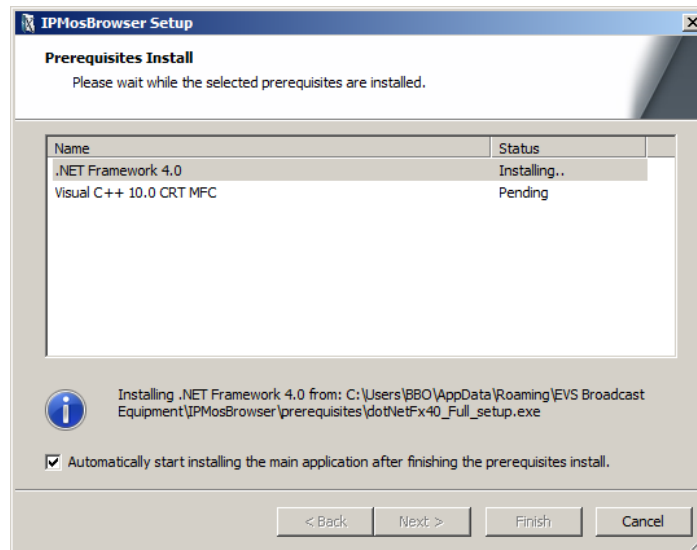 IPMosBrowser Setup
Prerequisites Install
Please wait while the selected prerequisites are installed.
Name Status
.NET Framework 4.0 Installing..
Visual C++ 10.0 CRT MFC Pending
Installing .NET Framework 4.0 from: C:\Users\BBO\AppData\Roaming\EVS Broadcast
Equipment\IPMosBrowser\prerequisites\dotNetFx40_Full_setup.exe
Automatically start installing the main application after finishing the prerequisites install.
< Back Next > Finish Cancel